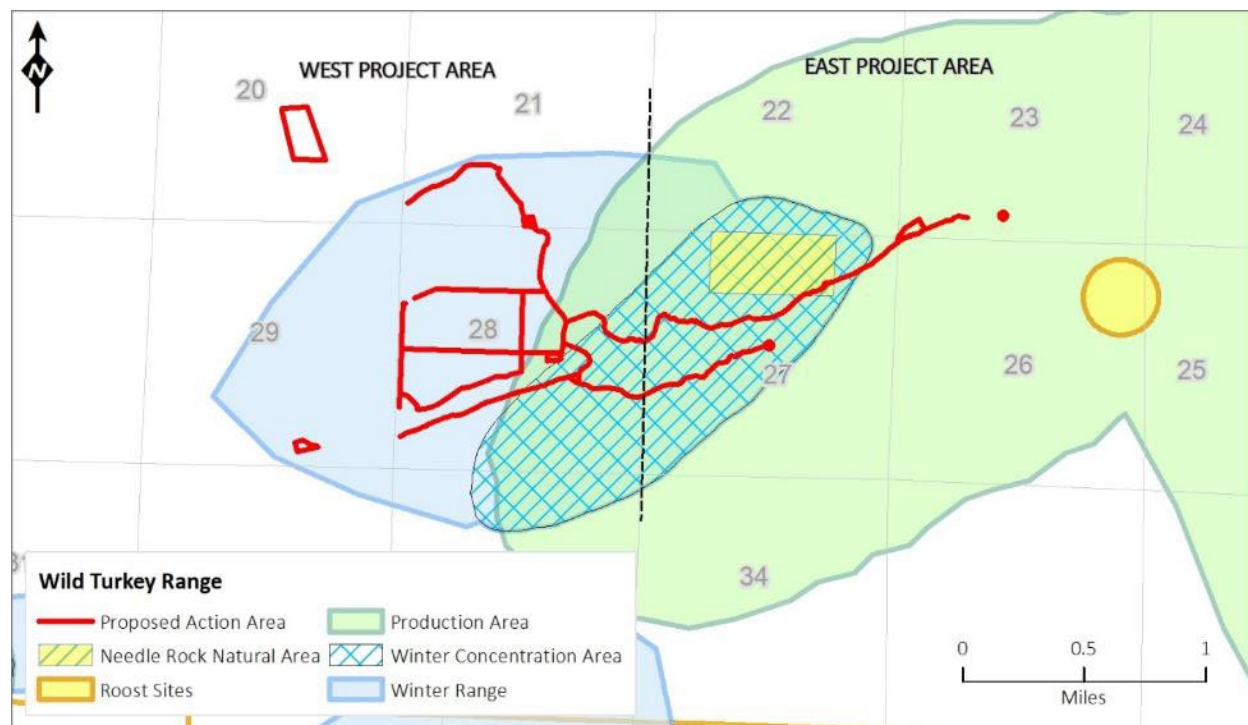 N
WEST PROJECT AREA
EAST PROJECT AREA
20
21
22
23
24
29
28
27
26
25
34
Wild Turkey Range
Proposed Action Area
Production Area
Needle Rock Natural Area
Winter Concentration Area
Roost Sites
Winter Range
0 0.5 1
Miles